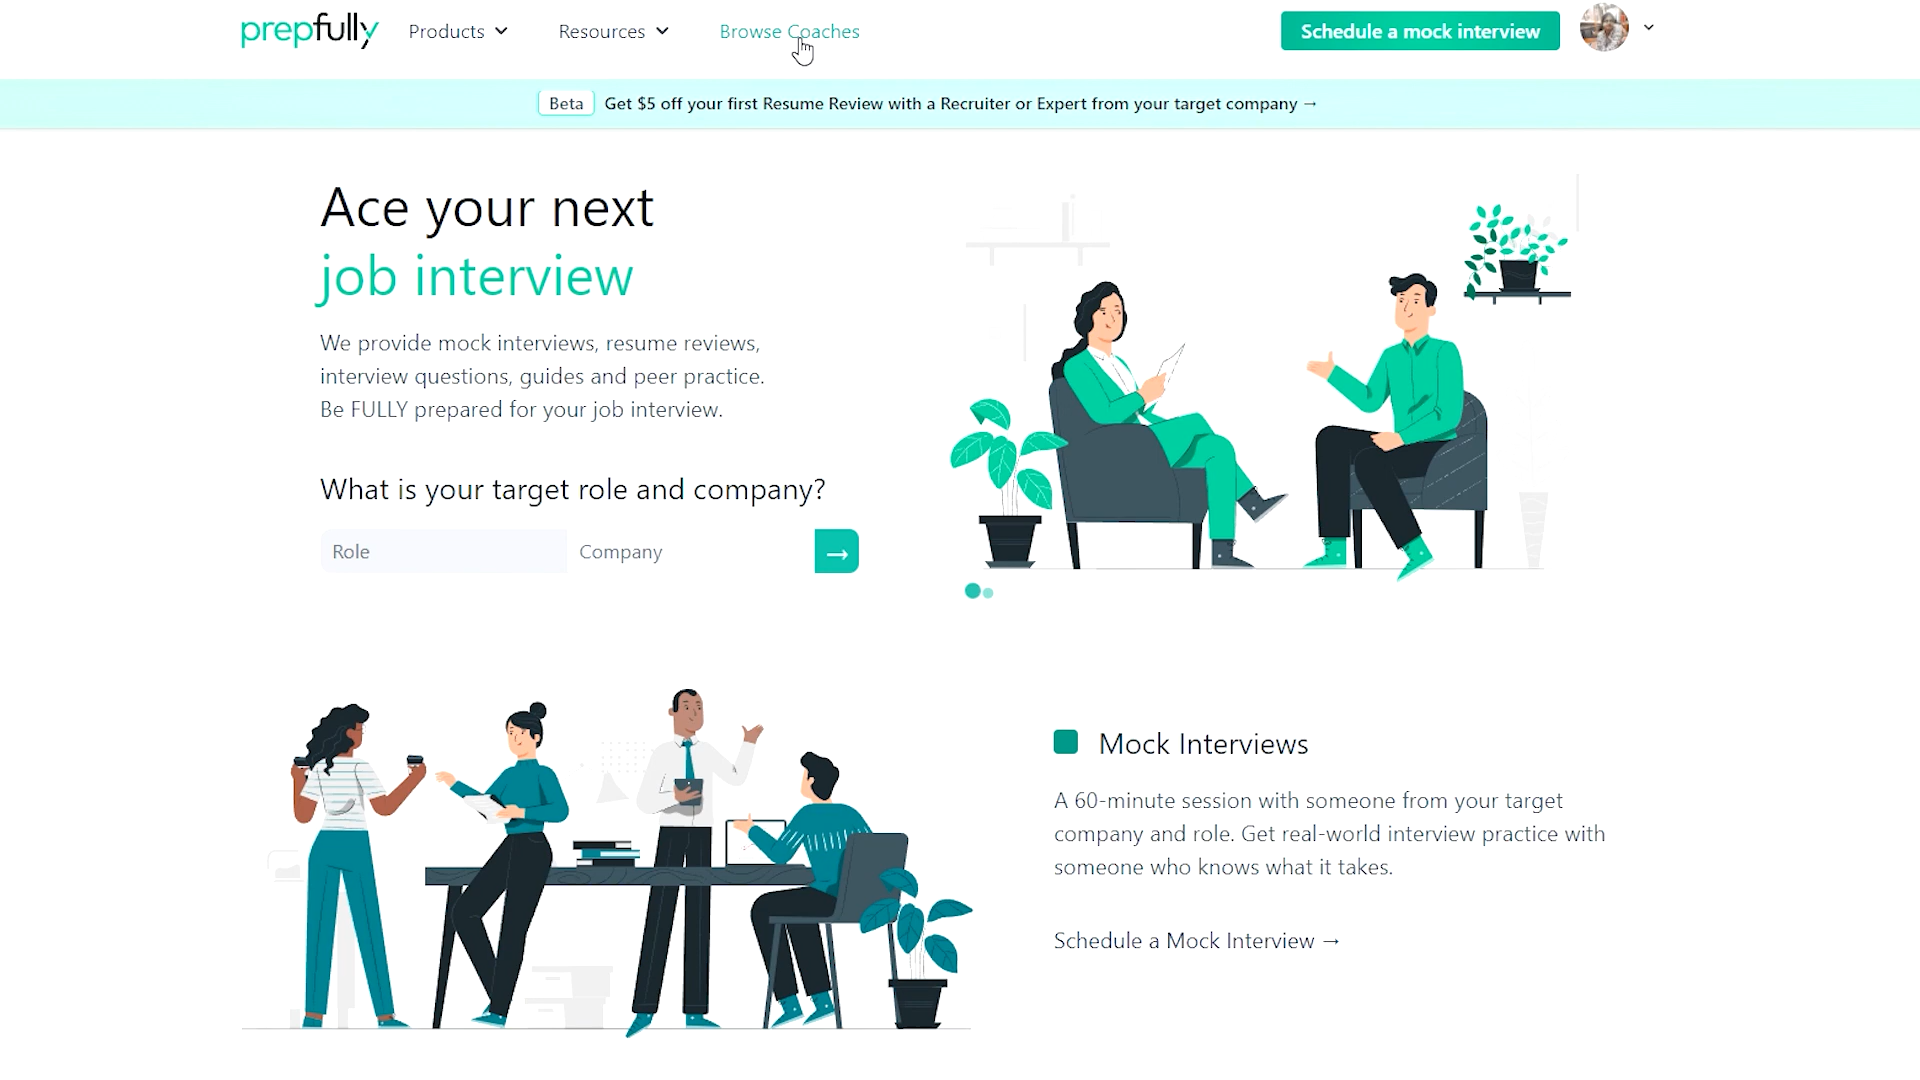 prepfully
Products
Resources
Browse Coaches
Schedule a mock interview
Beta
Get $5 off your first Resume Review with a Recruiter or Expert from your target company →
Ace your next
job interview
We provide mock interviews, resume reviews,
interview questions, guides and peer practice.
Be FULLY prepared for your job interview.
What is your target role and company?
Role
Company
→
Mock Interviews
A 60-minute session with someone from your target
company and role. Get real-world interview practice with
someone who knows what it takes.
Schedule a Mock Interview →